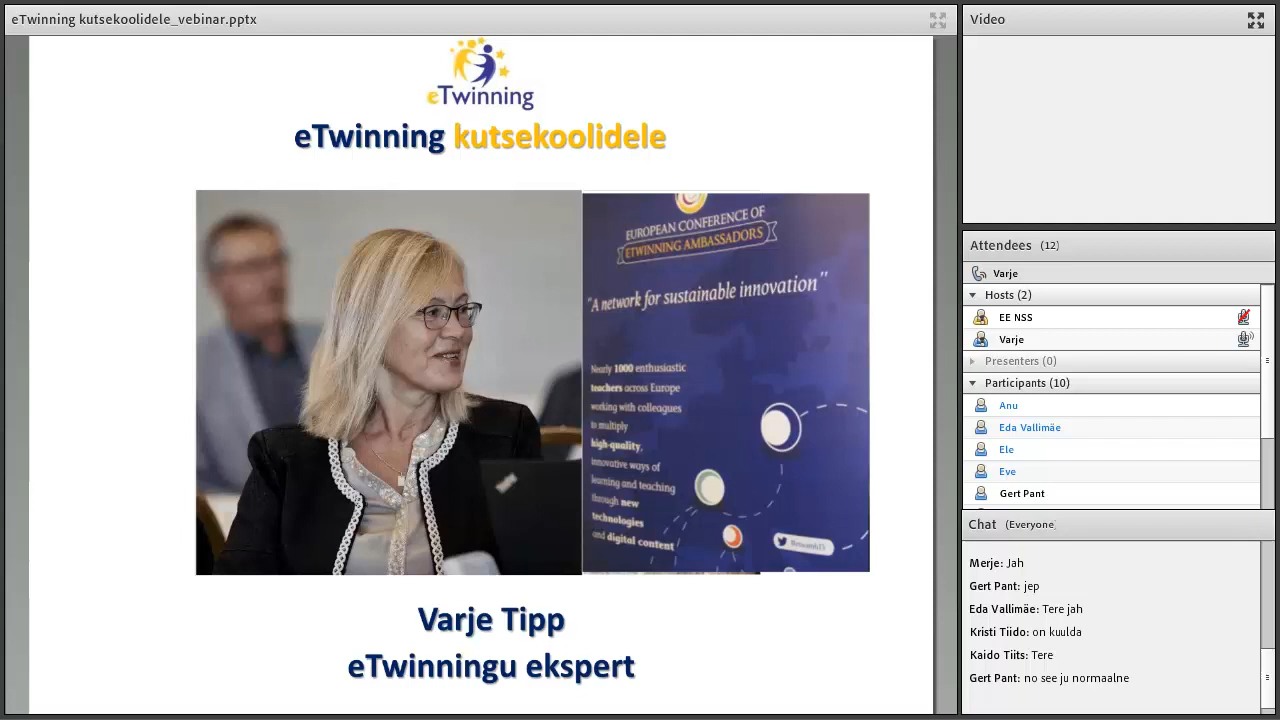 eTwinning kutsekoolidele_vebinar.pptx
eTwinning
eTwinning kutsekoolidele
EUROPEAN CONFERENCE OF
ETWINNING AMBASSADORS
"A network for sustainable innovation"
Nearly 1000 enthusiastic
teachers across Europe
working with colleagues
to multiply
high-quality,
innovative ways of
learning and teaching
through new
technologies
and digital content
Varje Tipp
eTwinningu ekspert
Video
Attendees (12)
Varje
Hosts (2)
EE NSS
Varje
Presenters (0)
Participants (10)
Anu
Eda Vallimäe
Ele
Eve
Gert Pant
Chat (Everyone)
Merje: Jah
Gert Pant: jep
Eda Vallimäe: Tere jah
Kristi Tiido: on kuulda
Kaido Tiits: Tere
Gert Pant: no see ju normaalne